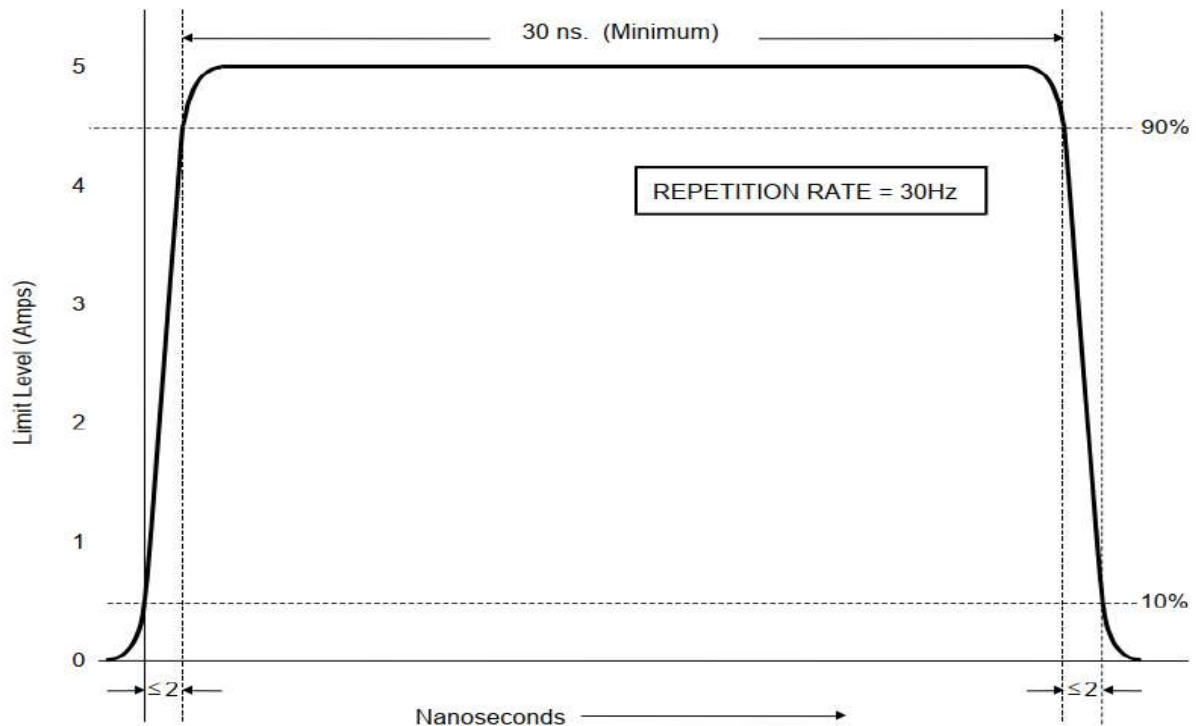 30 ns. (Minimum)
5
90%
4
REPETITION RATE = 30Hz
3
Limit Level (Amps)
2
1
10%
0
≤ 2
≤ 2
Nanoseconds